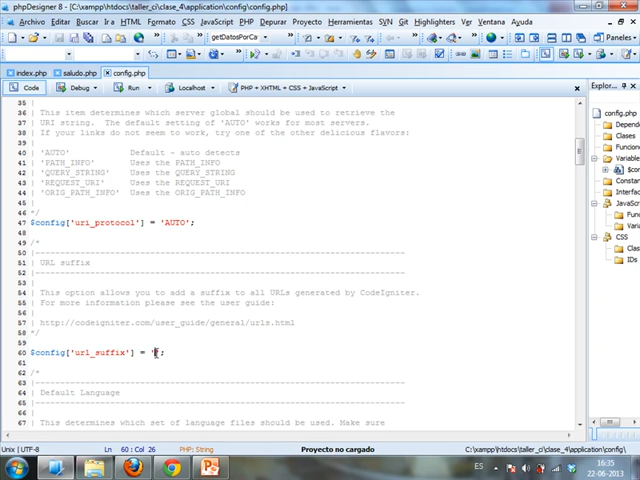 phpDesigner 8 - [C:\xampp\htdocs\taller_ci\clase_4\application\config\config.php]
Archivo Editar Buscar Ir a HTML Formato CSS JavaScript PHP Depurar Proyecto Herramientas SVN Git Highlighters Ver Ventana Ayuda
getDatosPorCat Paneles
index.php saludo.php config.php
Code Debug Run Localhost PHP + XHTML + CSS + JavaScript
35 |
36 | This item determines which server global should be used to retrieve the
37 | URI string. The default setting of 'AUTO' works for most servers.
38 | If your links do not seem to work, try one of the other delicious flavors:
39 |
40 | 'AUTO' Default - auto detects
41 | 'PATH_INFO' Uses the PATH_INFO
42 | 'QUERY_STRING' Uses the QUERY_STRING
43 | 'REQUEST_URI' Uses the REQUEST_URI
44 | 'ORIG_PATH_INFO' Uses the ORIG_PATH_INFO
45 |
46 */
47 $config['uri_protocol'] = 'AUTO';
48
49 /*
50 |--------------------------------------------------------------------------
51 | URL suffix
52 |--------------------------------------------------------------------------
53 |
54 | This option allows you to add a suffix to all URLs generated by CodeIgniter.
55 | For more information please see the user guide:
56 |
57 | http://codeigniter.com/user_guide/general/urls.html
58 */
59
60 $config['url_suffix'] = '';
61
62 /*
63 |--------------------------------------------------------------------------
64 | Default Language
65 |--------------------------------------------------------------------------
66 |
67 | This determines which set of language files should be used. Make sure
Explor...
config.php
Depend
Clases
Funcio
Variable
$co
Constan
Interfa
JavaScr
Fun
Vari
CSS
Clas
IDs
Unix | UTF-8 Ln 60 : Col 26 PHP: String Proyecto no cargado C:\xampp\htdocs\taller_ci\clase_4\application\config\
ES 16:35
22-06-2013